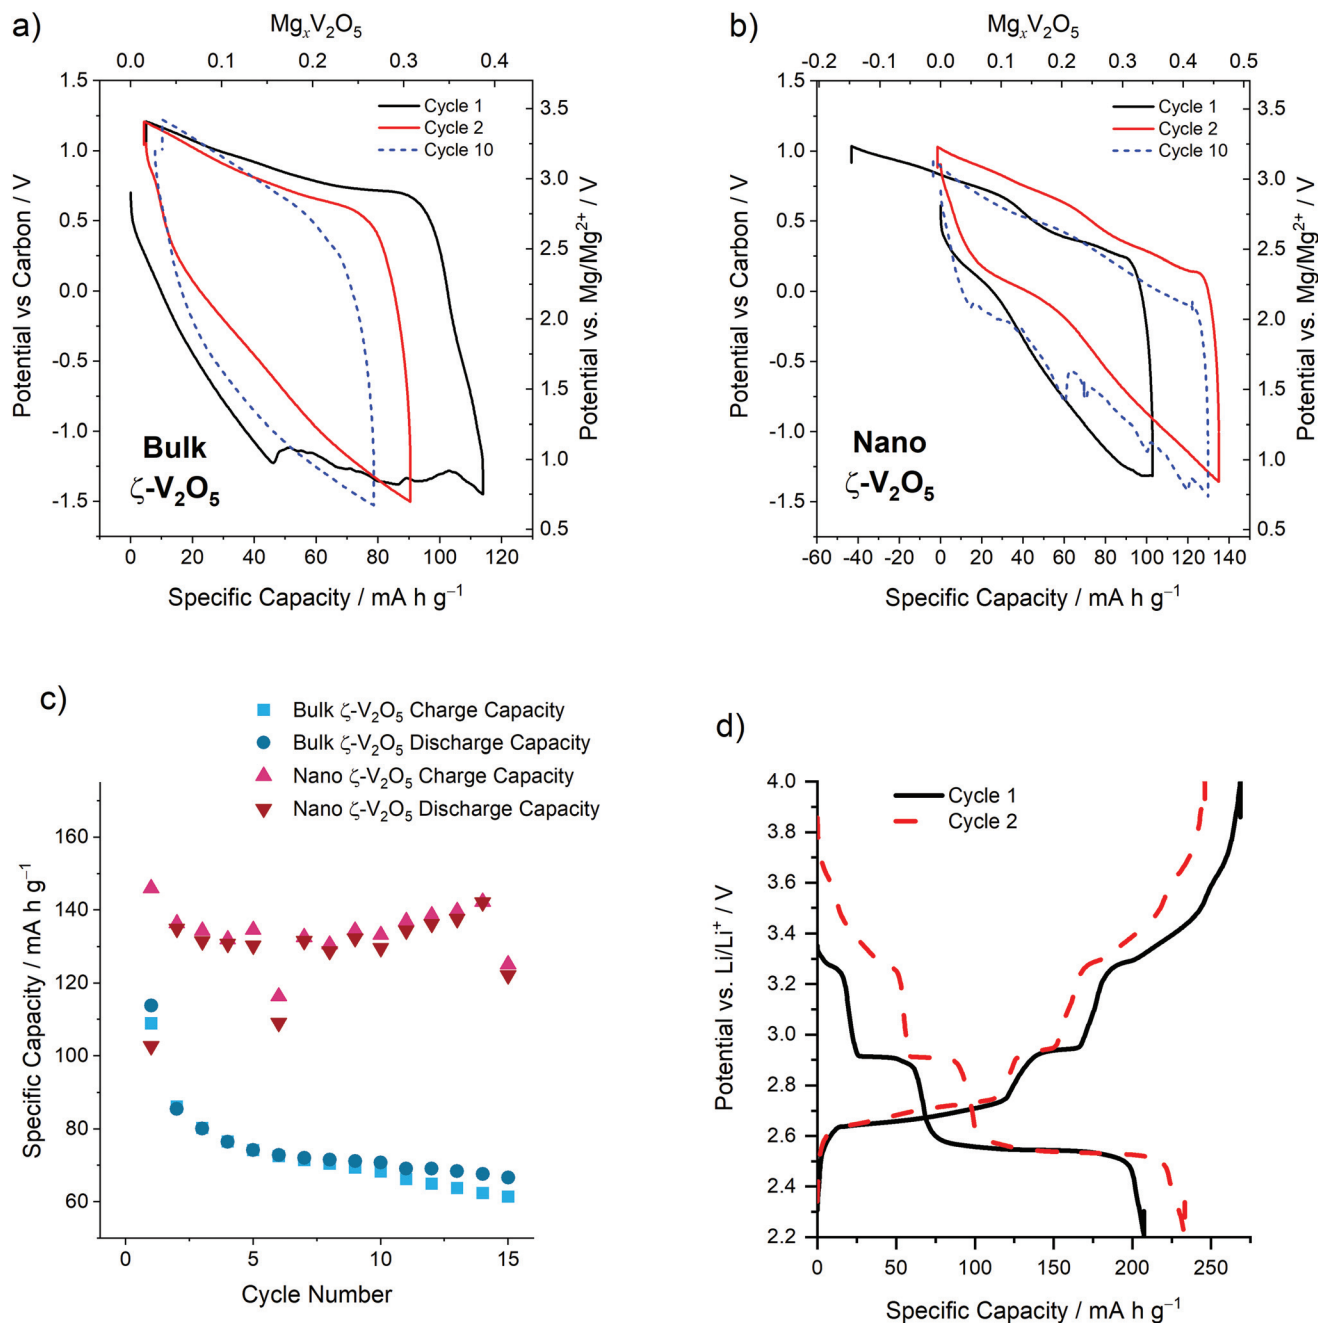 a)
MgₓV₂O₅
0.0 0.1 0.2 0.3 0.4
1.5
1.0
0.5
0.0
-0.5
-1.0
-1.5
Potential vs Carbon / V
Cycle 1
Cycle 2
Cycle 10
3.5
3.0
2.5
2.0
1.5
1.0
0.5
Potential vs. Mg/Mg²⁺ / V
Bulk
ζ-V₂O₅
0 20 40 60 80 100 120
Specific Capacity / mA h g⁻¹
b)
MgₓV₂O₅
-0.2 -0.1 0.0 0.1 0.2 0.3 0.4 0.5
1.5
1.0
0.5
0.0
-0.5
-1.0
-1.5
Potential vs Carbon / V
Cycle 1
Cycle 2
Cycle 10
3.5
3.0
2.5
2.0
1.5
1.0
0.5
Potential vs. Mg/Mg²⁺ / V
Nano
ζ-V₂O₅
-60 -40 -20 0 20 40 60 80 100 120 140
Specific Capacity / mA h g⁻¹
c)
Bulk ζ-V₂O₅ Charge Capacity
Bulk ζ-V₂O₅ Discharge Capacity
Nano ζ-V₂O₅ Charge Capacity
Nano ζ-V₂O₅ Discharge Capacity
160
140
120
100
80
60
Specific Capacity / mA h g⁻¹
0 5 10 15
Cycle Number
d)
4.0
3.8
3.6
3.4
3.2
3.0
2.8
2.6
2.4
2.2
Potential vs. Li/Li⁺ / V
Cycle 1
Cycle 2
0 50 100 150 200 250
Specific Capacity / mA h g⁻¹